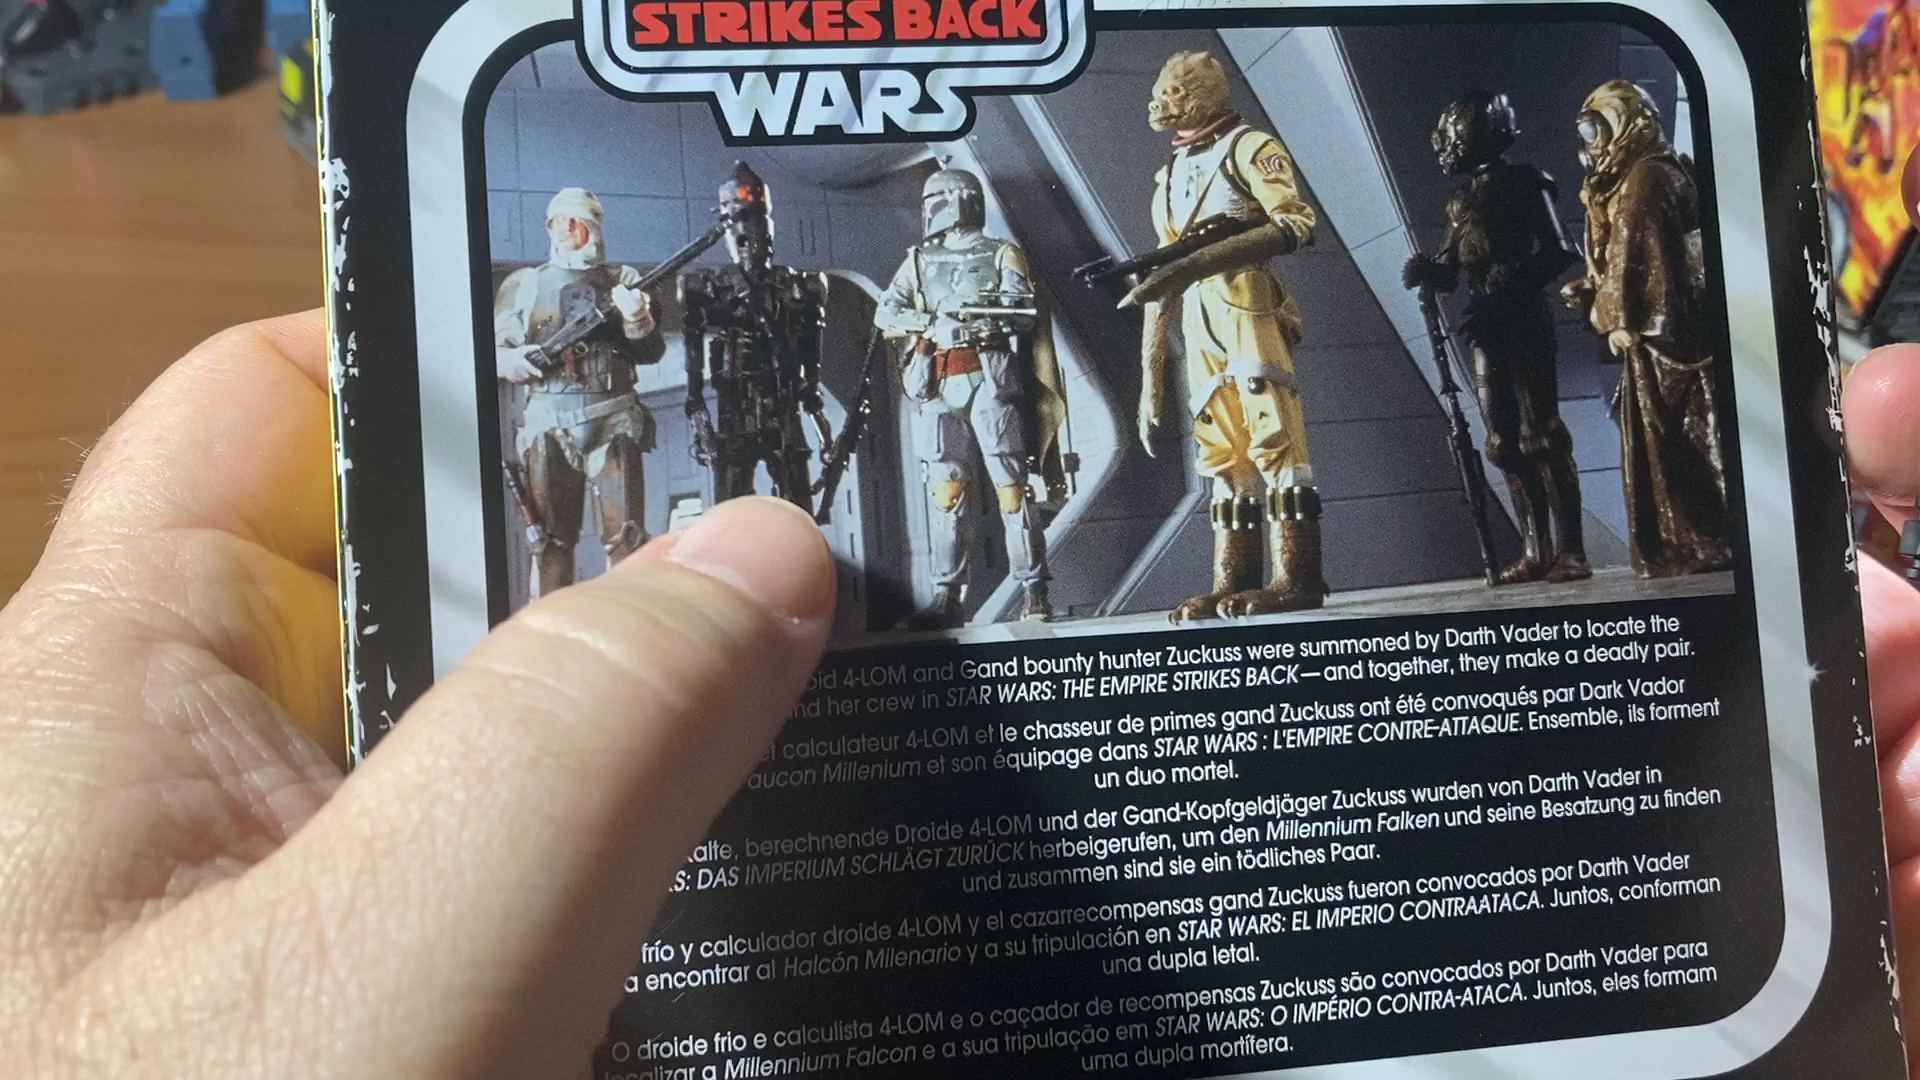 STRIKES BACK
WARS
4-LOM and Gand bounty hunter Zuckuss were summoned by Darth Vader to locate the
her crew in STAR WARS: THE EMPIRE STRIKES BACK—and together, they make a deadly pair.
calculateur 4-LOM et le chasseur de primes gand Zuckuss ont été convoqués par Dark Vador
Millenium et son équipage dans STAR WARS : L'EMPIRE CONTRE-ATTAQUE. Ensemble, ils forment
un duo mortel.
berechnende Droide 4-LOM und der Gand-Kopfgeldjäger Zuckuss wurden von Darth Vader in
DAS IMPERIUM SCHLÄGT ZURÜCK herbeigerufen, um den Millennium Falken und seine Besatzung zu finden
und zusammen sind sie ein tödliches Paar.
frío y calculador droide 4-LOM y el cazarrecompensas gand Zuckuss fueron convocados por Darth Vader
a encontrar al Halcón Milenario y a su tripulación en STAR WARS: EL IMPERIO CONTRAATACA. Juntos, conforman
una dupla letal.
O droide frio e calculista 4-LOM e o caçador de recompensas Zuckuss são convocados por Darth Vader para
localizar a Millennium Falcon e a sua tripulação em STAR WARS: O IMPÉRIO CONTRA-ATACA. Juntos, eles formam
uma dupla mortífera.